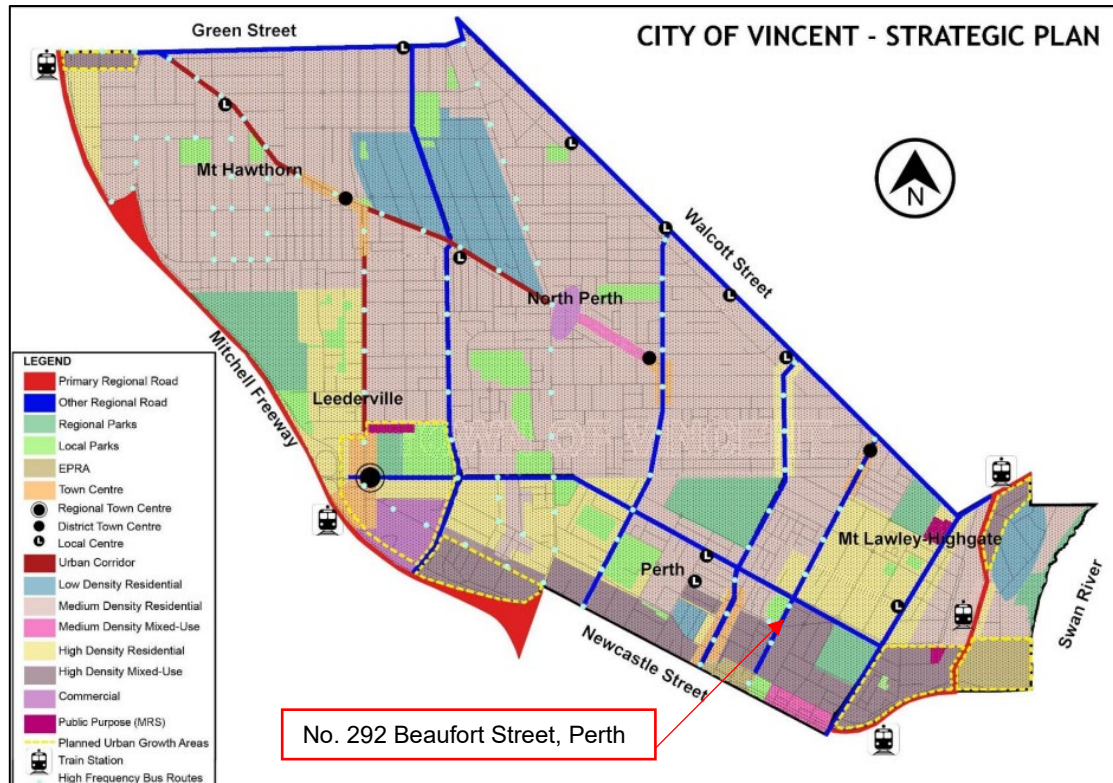 CITY OF VINCENT - STRATEGIC PLAN
Green Street
N
Mt Hawthorn
Walcott Street
North Perth
Mitchell Freeway
Leederville
TOWN OF VINCENT
Mt Lawley-Highgate
Perth
Swan River
Newcastle Street
LEGEND
Primary Regional Road
Other Regional Road
Regional Parks
Local Parks
EPRA
Town Centre
Regional Town Centre
District Town Centre
L Local Centre
Urban Corridor
Low Density Residential
Medium Density Residential
Medium Density Mixed-Use
High Density Residential
High Density Mixed-Use
Commercial
Public Purpose (MRS)
Planned Urban Growth Areas
Train Station
High Frequency Bus Routes
No. 292 Beaufort Street, Perth